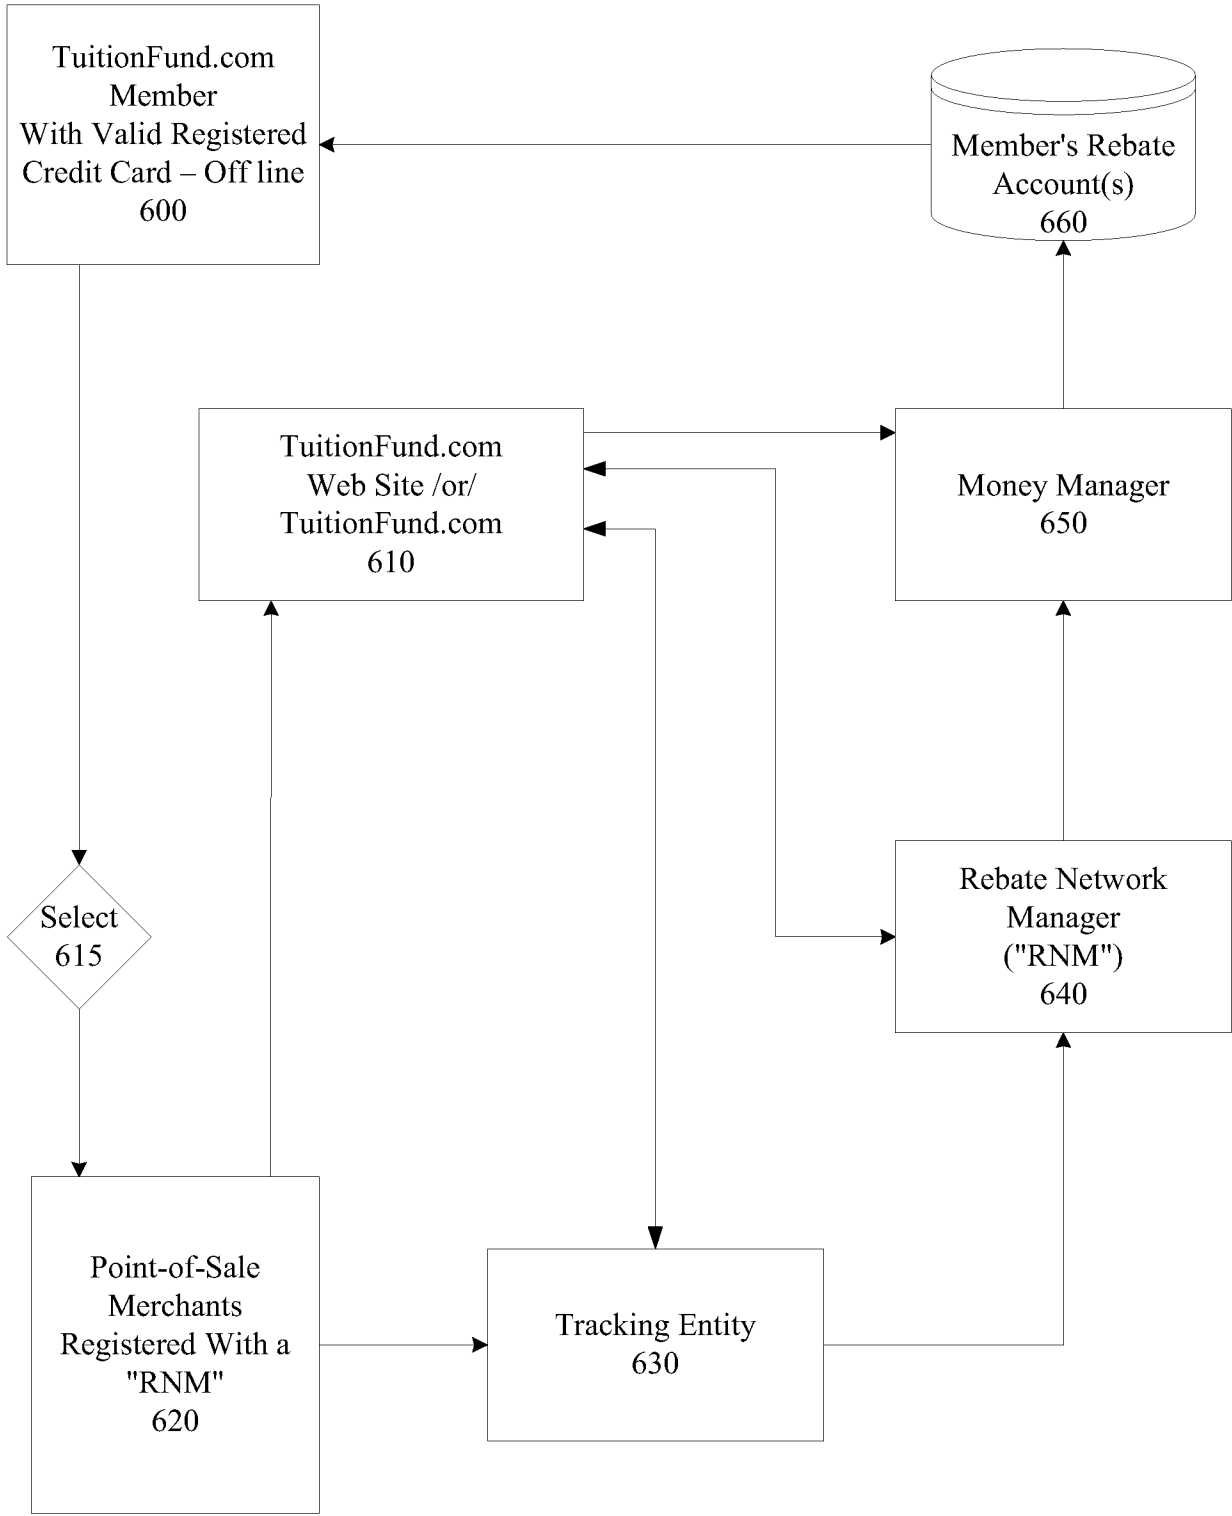 TuitionFund.com
Member
With Valid Registered
Credit Card – Off line
600
Member's Rebate
Account(s)
660
TuitionFund.com
Web Site /or/
TuitionFund.com
610
Money Manager
650
Select
615
Rebate Network
Manager
("RNM")
640
Point-of-Sale
Merchants
Registered With a
"RNM"
620
Tracking Entity
630